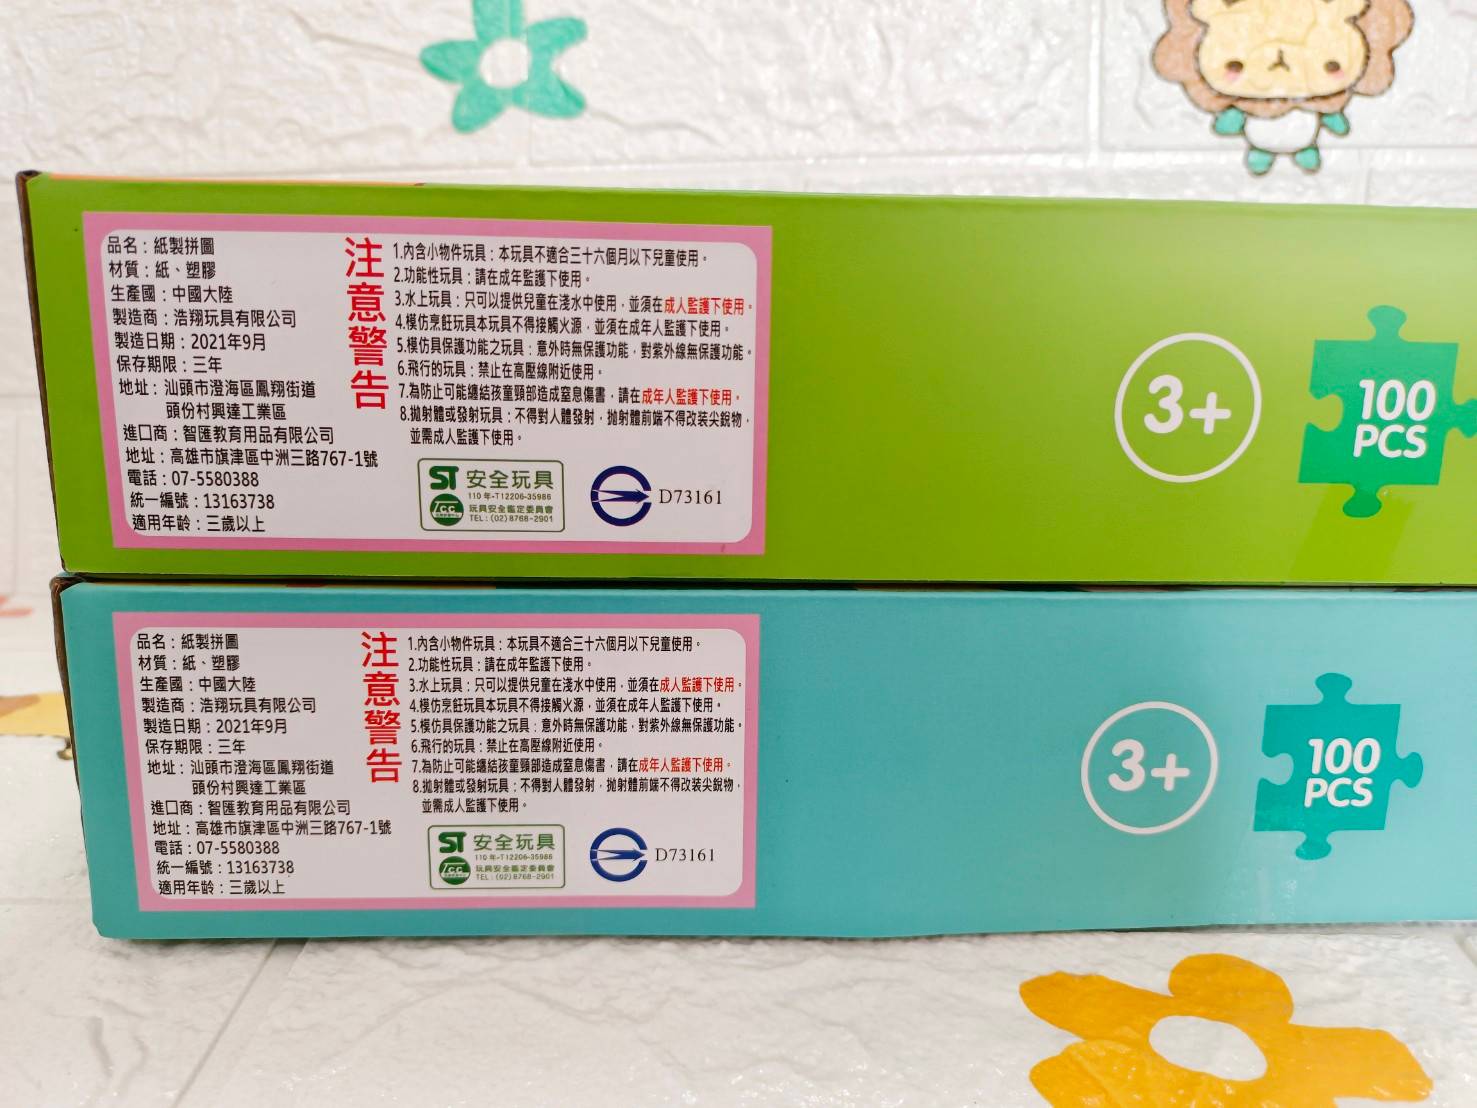 品名：紙製拼圖
材質：紙、塑膠
生產國：中國大陸
製造商：浩翔玩具有限公司
製造日期：2021年9月
保存期限：三年
地址：汕頭市澄海區鳳翔街道
頭份村興達工業區
進口商：智匯教育用品有限公司
地址：高雄市旗津區中洲三路767-1號
電話：07-5580388
統一編號：13163738
適用年齡：三歲以上
注意警告
1.內含小物件玩具：本玩具不適合三十六個月以下兒童使用。
2.功能性玩具：請在成年監護下使用。
3.水上玩具：只可以提供兒童在淺水中使用，並須在成人監護下使用。
4.模仿烹飪玩具本玩具不得接觸火源，並須在成年人監護下使用。
5.模仿具保護功能之玩具：意外時無保護功能，對紫外線無保護功能。
6.飛行的玩具：禁止在高壓線附近使用。
7.為防止可能纏結孩童頸部造成窒息傷害，請在成年人監護下使用。
8.拋射體或發射玩具：不得對人體發射，拋射體前端不得改裝尖銳物，
並需成人監護下使用。
ST 安全玩具
110 年-T12206-35986
玩具安全鑑定委員會
TEL：(02)8768-2901
D73161
3+
100
PCS
品名：紙製拼圖
材質：紙、塑膠
生產國：中國大陸
製造商：浩翔玩具有限公司
製造日期：2021年9月
保存期限：三年
地址：汕頭市澄海區鳳翔街道
頭份村興達工業區
進口商：智匯教育用品有限公司
地址：高雄市旗津區中洲三路767-1號
電話：07-5580388
統一編號：13163738
適用年齡：三歲以上
注意警告
1.內含小物件玩具：本玩具不適合三十六個月以下兒童使用。
2.功能性玩具：請在成年監護下使用。
3.水上玩具：只可以提供兒童在淺水中使用，並須在成人監護下使用。
4.模仿烹飪玩具本玩具不得接觸火源，並須在成年人監護下使用。
5.模仿具保護功能之玩具：意外時無保護功能，對紫外線無保護功能。
6.飛行的玩具：禁止在高壓線附近使用。
7.為防止可能纏結孩童頸部造成窒息傷害，請在成年人監護下使用。
8.拋射體或發射玩具：不得對人體發射，拋射體前端不得改裝尖銳物，
並需成人監護下使用。
ST 安全玩具
110 年-T12206-35986
玩具安全鑑定委員會
TEL：(02)8768-2901
D73161
3+
100
PCS